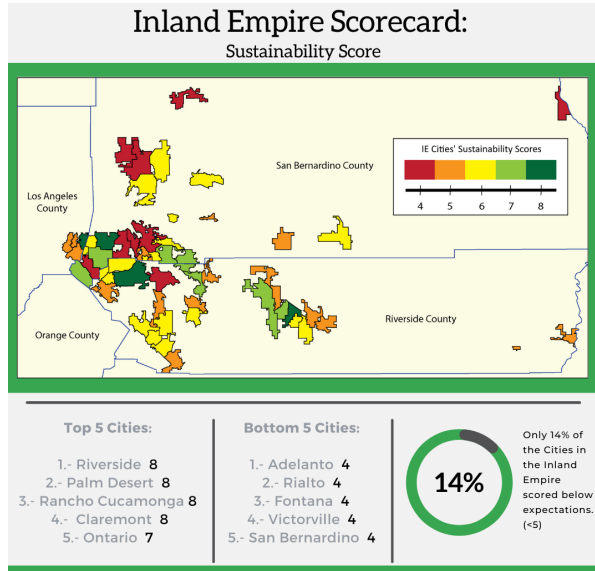 Inland Empire Scorecard:
Sustainability Score
San Bernardino County
IE Cities' Sustainability Scores
4 5 6 7 8
Los Angeles
County
Orange County
Riverside County
Top 5 Cities:
1.- Riverside 8
2.- Palm Desert 8
3.- Rancho Cucamonga 8
4.- Claremont 8
5.- Ontario 7
Bottom 5 Cities:
1.- Adelanto 4
2.- Rialto 4
3.- Fontana 4
4.- Victorville 4
5.- San Bernardino 4
14%
Only 14% of
the Cities in
the Inland
Empire
scored below
expectations.
(<5)